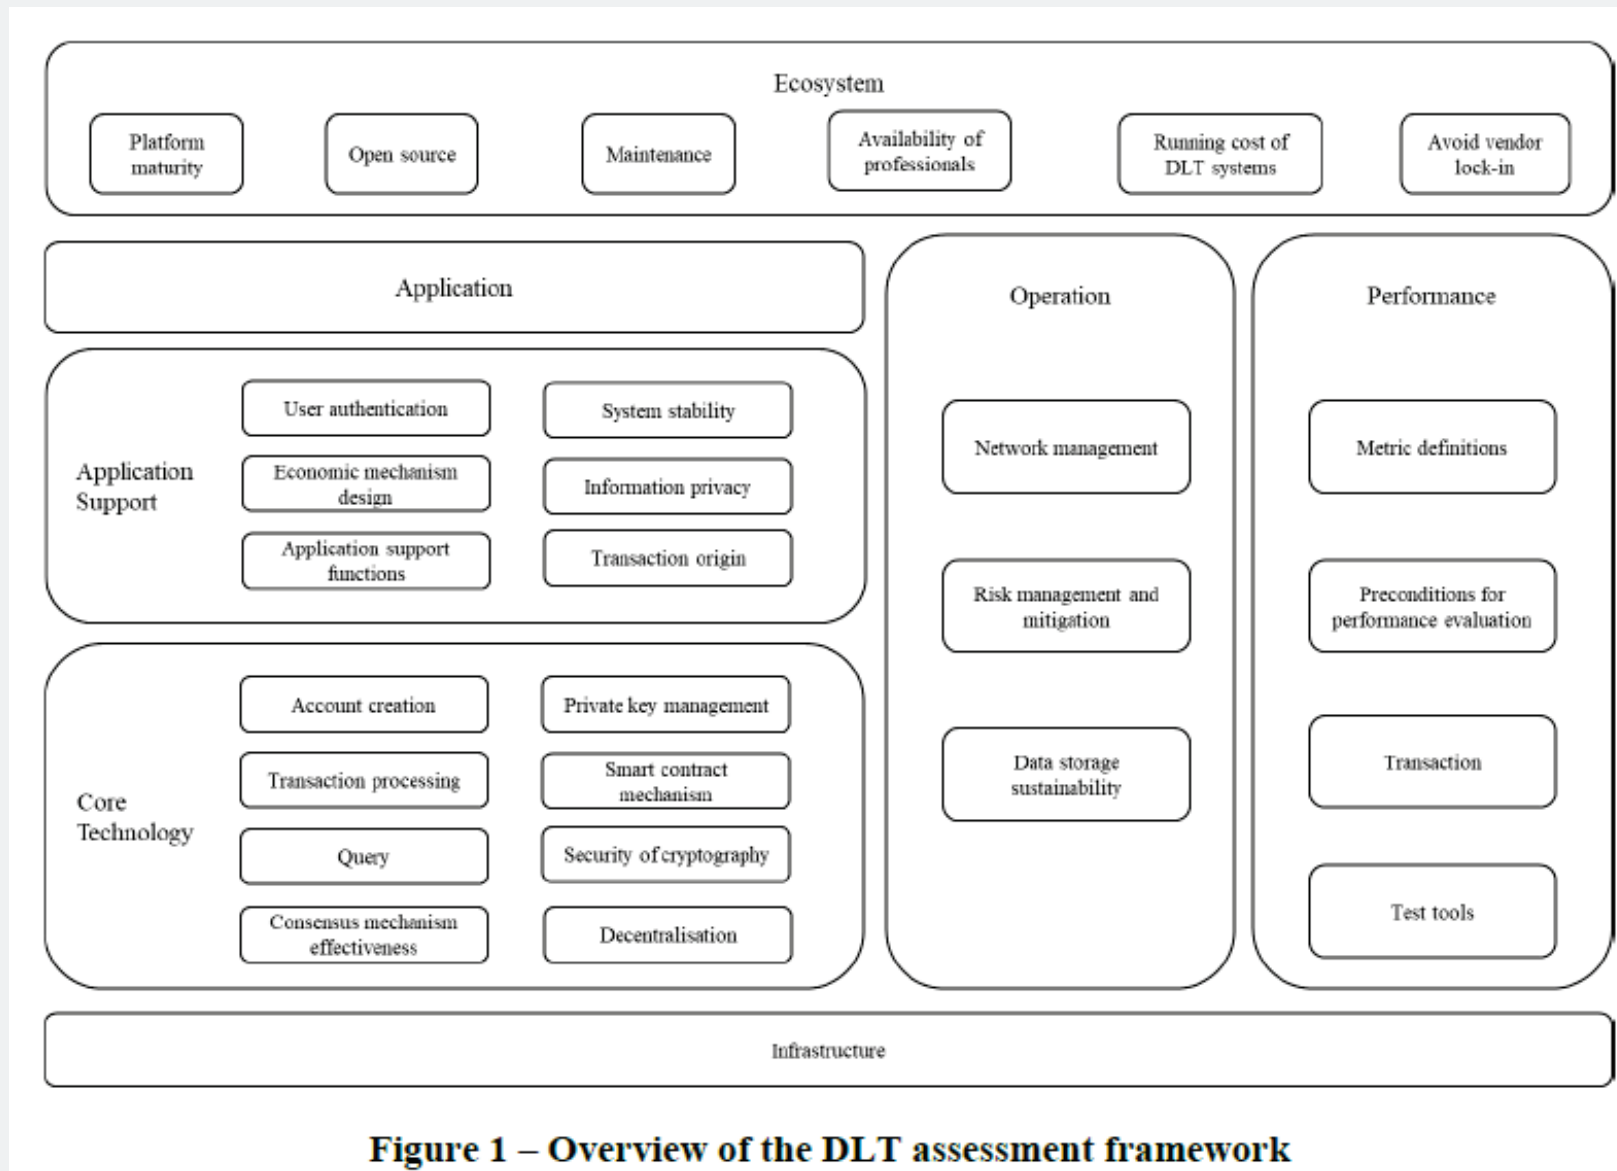 Ecosystem
Platform
maturity
Open source
Maintenance
Availability of
professionals
Running cost of
DLT systems
Avoid vendor
lock-in
Application
Application
Support
User authentication
System stability
Economic mechanism
design
Information privacy
Application support
functions
Transaction origin
Core
Technology
Account creation
Private key management
Transaction processing
Smart contract
mechanism
Query
Security of cryptography
Consensus mechanism
effectiveness
Decentralisation
Operation
Network management
Risk management and
mitigation
Data storage
sustainability
Performance
Metric definitions
Preconditions for
performance evaluation
Transaction
Test tools
Infrastructure
Figure 1 – Overview of the DLT assessment framework